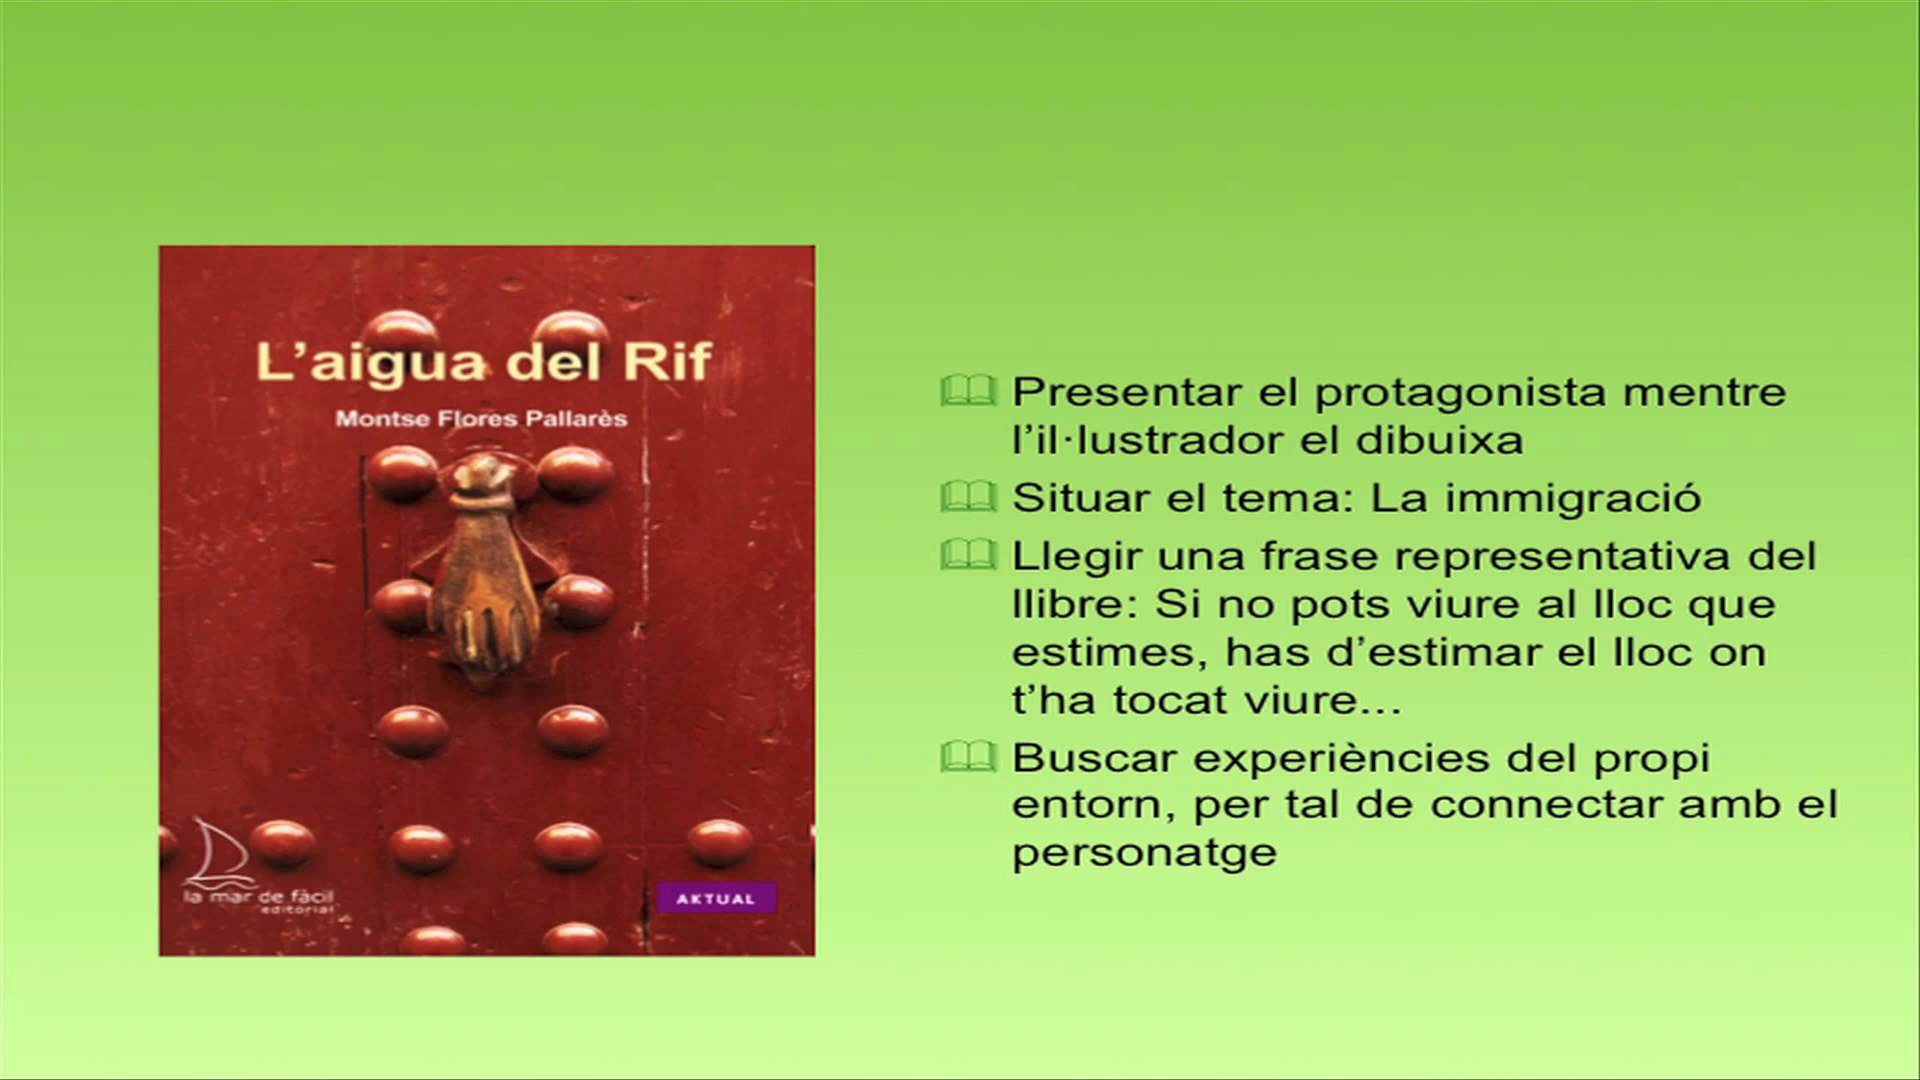 L’aigua del Rif
Montse Flores Pallarès
la mar de fàcil
editorial
AKTUAL
Presentar el protagonista mentre
l’il·lustrador el dibuixa
Situar el tema: La immigració
Llegir una frase representativa del
llibre: Si no pots viure al lloc que
estimes, has d’estimar el lloc on
t’ha tocat viure...
Buscar experiències del propi
entorn, per tal de connectar amb el
personatge